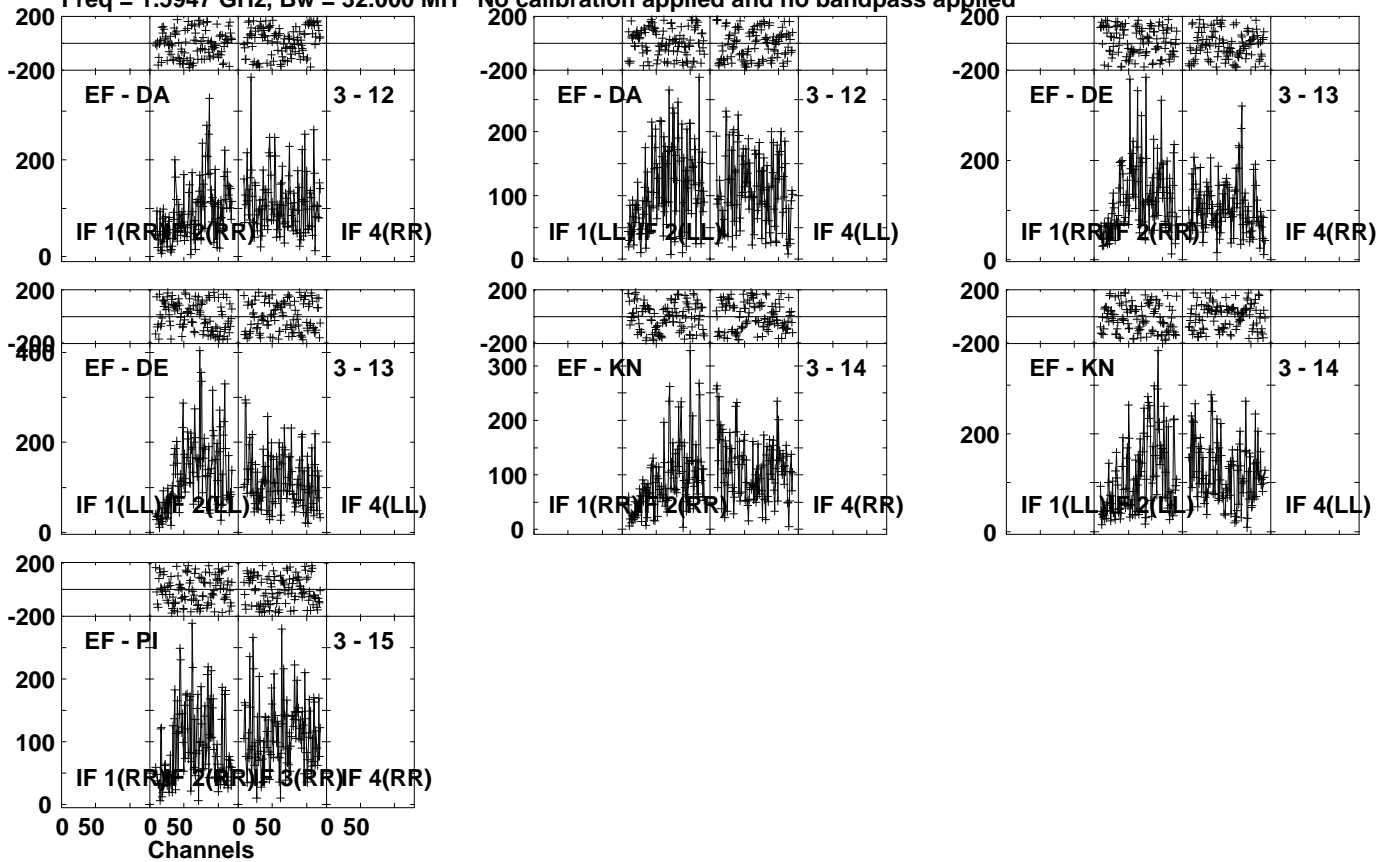 Freq = 1.5947 GHz, Bw = 32.000 MH No calibration applied and no bandpass applied
200 200 200
-200 -200 -200
EF - DA 3 - 12 EF - DA 3 - 12 EF - DE 3 - 13
200 200 200
100
IF 1(RR) IF 2(RR) IF 4(RR) IF 1(LL) IF 2(LL) IF 4(LL) IF 1(RR) IF 2(RR) IF 4(RR)
0 0 0
200 200 200
-200 -200 -200
400 300
EF - DE 3 - 13 EF - KN 3 - 14 EF - KN 3 - 14
200 200 200
100
IF 1(LL) IF 2(LL) IF 4(LL) IF 1(RR) IF 2(RR) IF 4(RR) IF 1(LL) IF 2(LL) IF 4(LL)
0 0 0
200
-200
EF - PI 3 - 15
200
100
IF 1(RR) IF 2(RR) IF 3(RR) IF 4(RR)
0
0 50 0 50 0 50 0 50
Channels